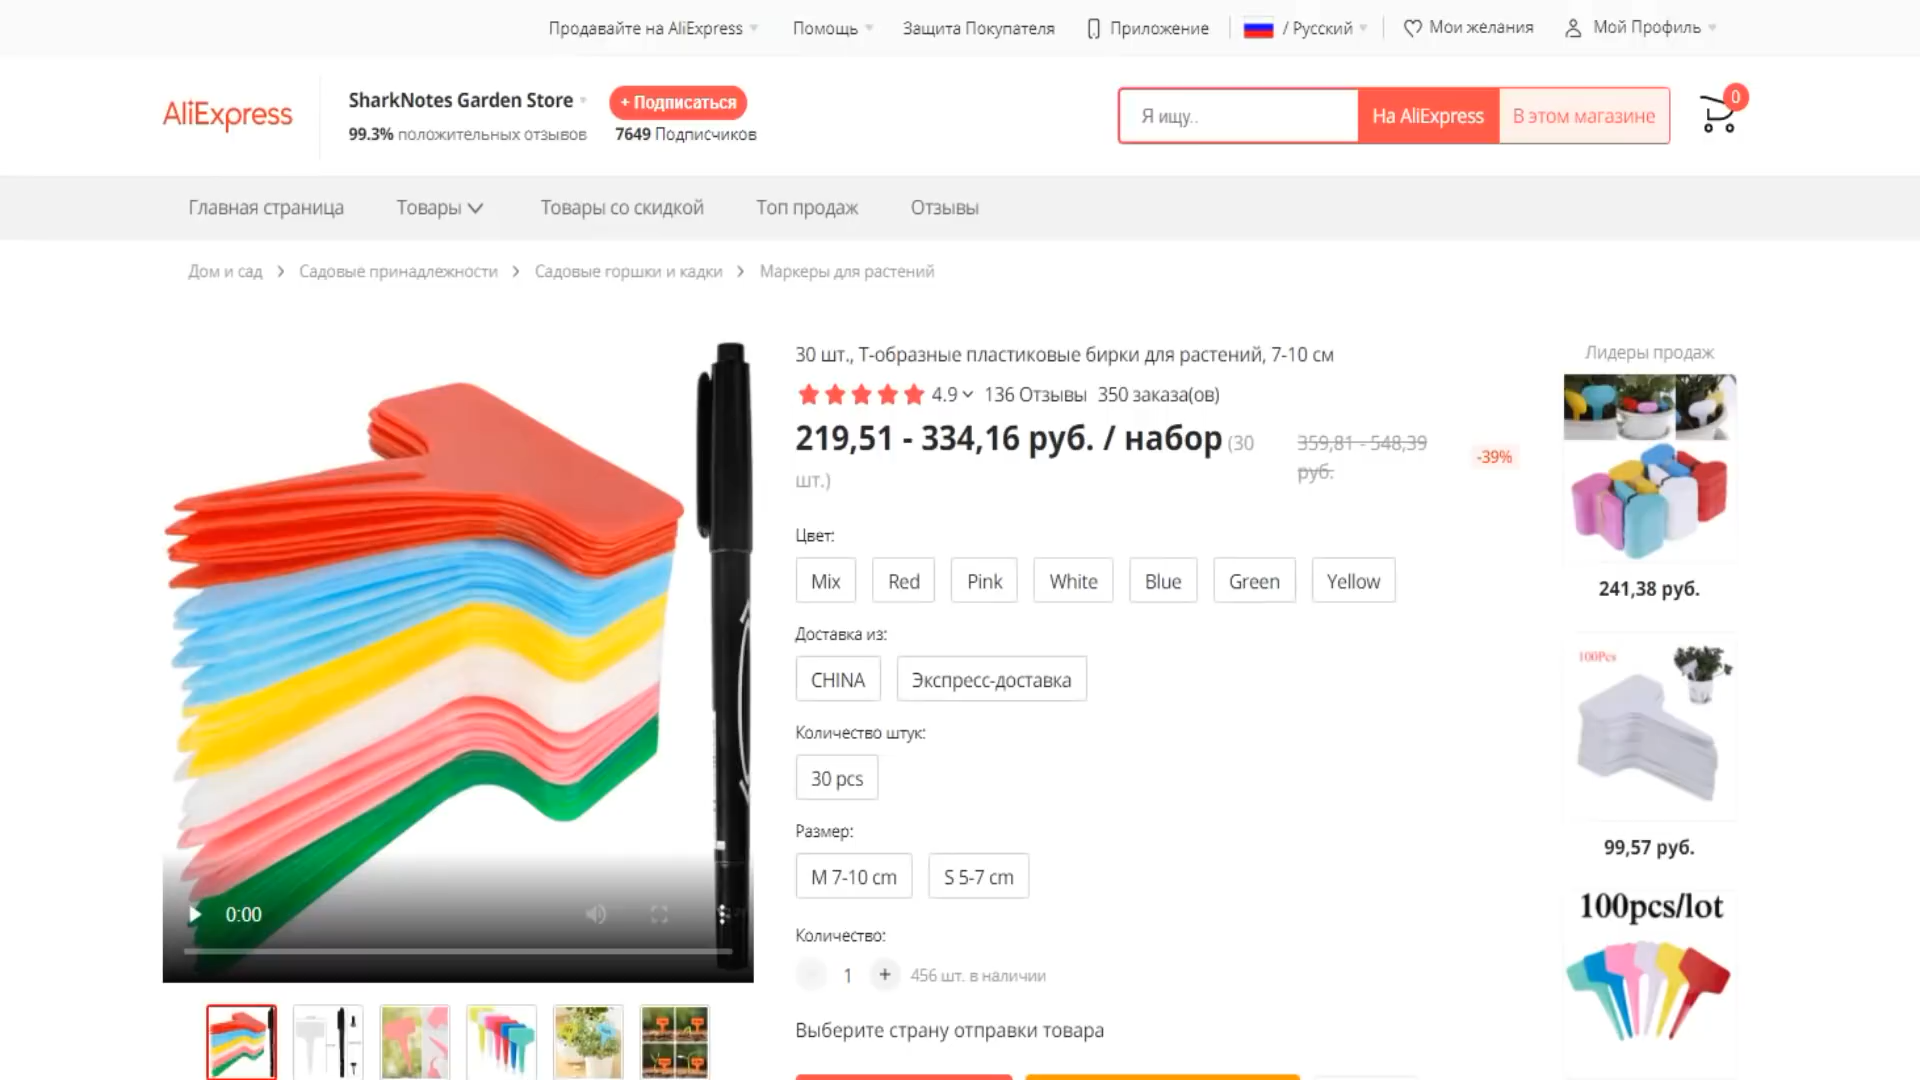 Продавайте на AliExpress
Помощь
Защита Покупателя
Приложение
/ Русский
Мои желания
Мой Профиль
AliExpress
SharkNotes Garden Store
+ Подписаться
99.3% положительных отзывов
7649 Подписчиков
Я ищу..
На AliExpress
В этом магазине
0
Главная страница
Товары
Товары со скидкой
Топ продаж
Отзывы
Дом и сад > Садовые принадлежности > Садовые горшки и кадки > Маркеры для растений
30 шт., Т-образные пластиковые бирки для растений, 7-10 см
4.9
136 Отзывы
350 заказа(ов)
219,51 - 334,16 руб. / набор (30
шт.)
359,81 - 548,39
руб.
-39%
Цвет:
Mix
Red
Pink
White
Blue
Green
Yellow
Доставка из:
CHINA
Экспресс-доставка
Количество штук:
30 pcs
Размер:
M 7-10 cm
S 5-7 cm
Количество:
1
+
456 шт. в наличии
Выберите страну отправки товара
0:00
Лидеры продаж
241,38 руб.
100Pcs
99,57 руб.
100pcs/lot